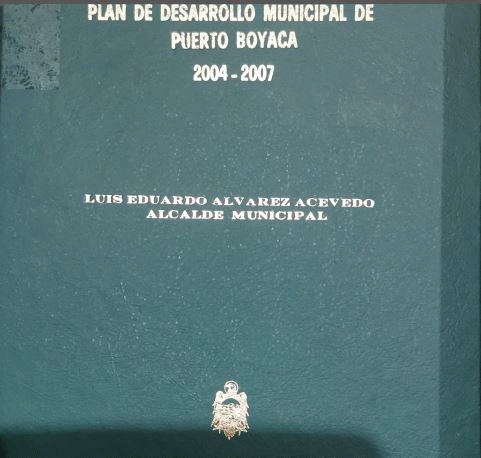 PLAN DE DESARROLLO MUNICIPAL DE
PUERTO BOYACA
2004 - 2007
LUIS EDUARDO ALVAREZ ACEVEDO
ALCALDE MUNICIPAL